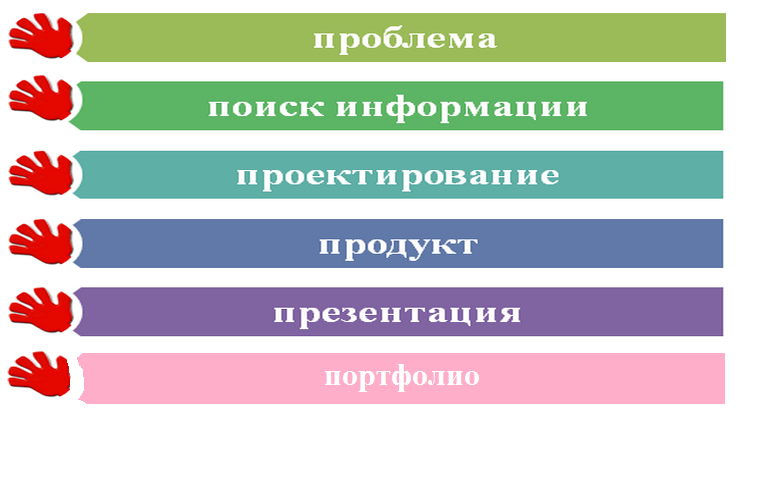 проблема
поиск информации
проектирование
продукт
презентация
портфолио